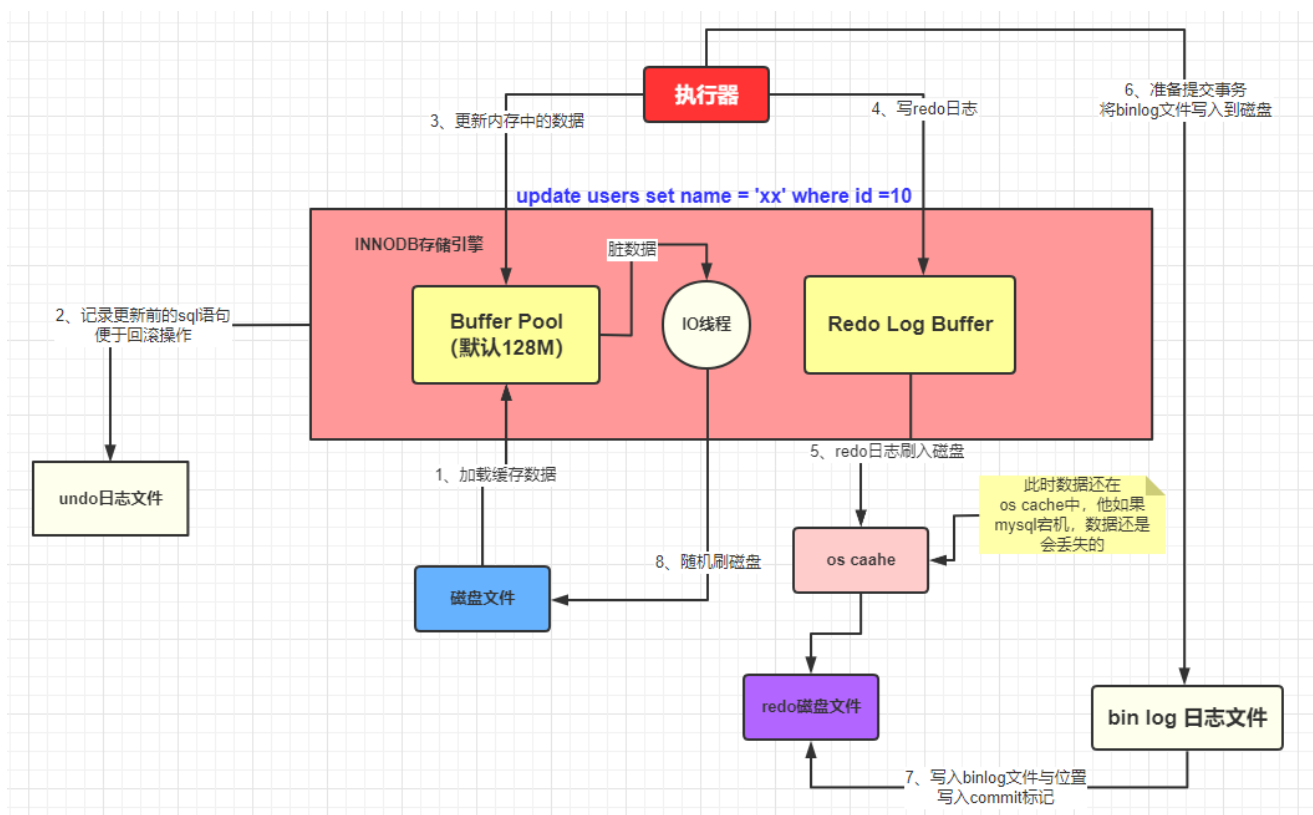 执行器
6、准备提交事务
将binlog文件写入到磁盘
3、更新内存中的数据
4、写redo日志
update users set name = 'xx' where id =10
INNODB存储引擎
脏数据
Buffer Pool
（默认128M）
IO线程
Redo Log Buffer
2、记录更新前的sql语句
便于回滚操作
5、redo日志刷入磁盘
1、加载缓存数据
undo日志文件
此时数据还在
os cache中，他如果
mysql宕机，数据还是
会丢失的
os caahe
8、随机刷磁盘
磁盘文件
redo磁盘文件
bin log 日志文件
7、写入binlog文件与位置
写入commit标记